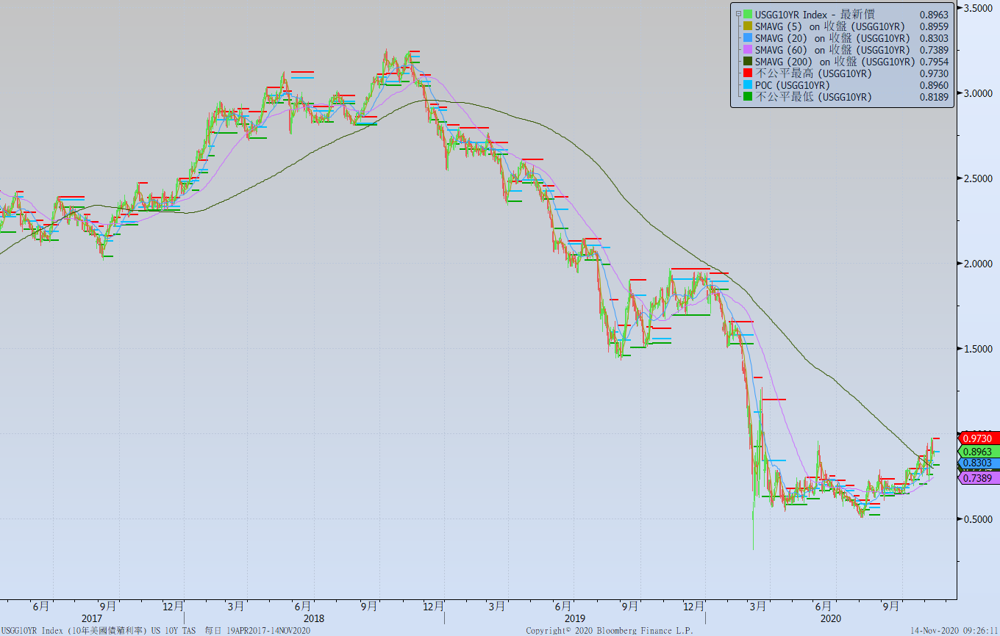 USGG10YR Index - 最新價 0.8963
SMAVG (5) on 收盤 (USGG10YR) 0.8959
SMAVG (20) on 收盤 (USGG10YR) 0.8303
SMAVG (60) on 收盤 (USGG10YR) 0.7389
SMAVG (200) on 收盤 (USGG10YR) 0.7954
不公平最高 (USGG10YR) 0.9730
POC (USGG10YR) 0.8960
不公平最低 (USGG10YR) 0.8189
3.5000
3.0000
2.5000
2.0000
1.5000
0.9730
0.8963
0.8303
0.7389
0.5000
6月 9月 12月 3月 6月 9月 12月 3月 6月 9月 12月 3月 6月 9月
2017 2018 2019 2020
USGG10YR Index (10年美國債殖利率) US 10Y TAS 每日 19APR2017-14NOV2020 Copyright© 2020 Bloomberg Finance L.P. 14-Nov-2020 09:26:11